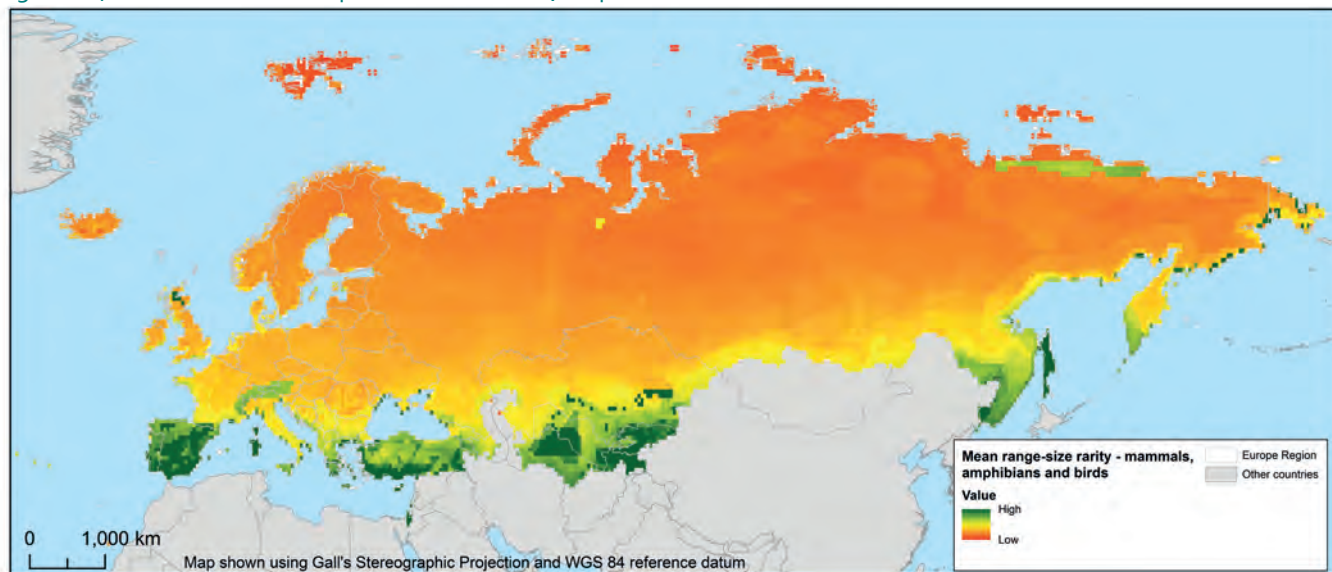 Mean range-size rarity - mammals,
amphibians and birds
Value
High
Low
Europe Region
Other countries
0 1,000 km
Map shown using Gall's Stereographic Projection and WGS 84 reference datum